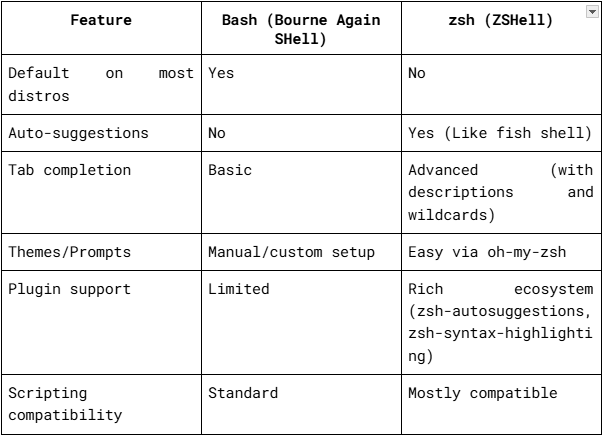 Feature
Bash (Bourne Again
SHell)
zsh (ZSHell)
Default on most
distros
Yes
No
Auto-suggestions
No
Yes (Like fish shell)
Tab completion
Basic
Advanced (with
descriptions and
wildcards)
Themes/Prompts
Manual/custom setup
Easy via oh-my-zsh
Plugin support
Limited
Rich ecosystem
(zsh-autosuggestions,
zsh-syntax-highlighti
ng)
Scripting
compatibility
Standard
Mostly compatible